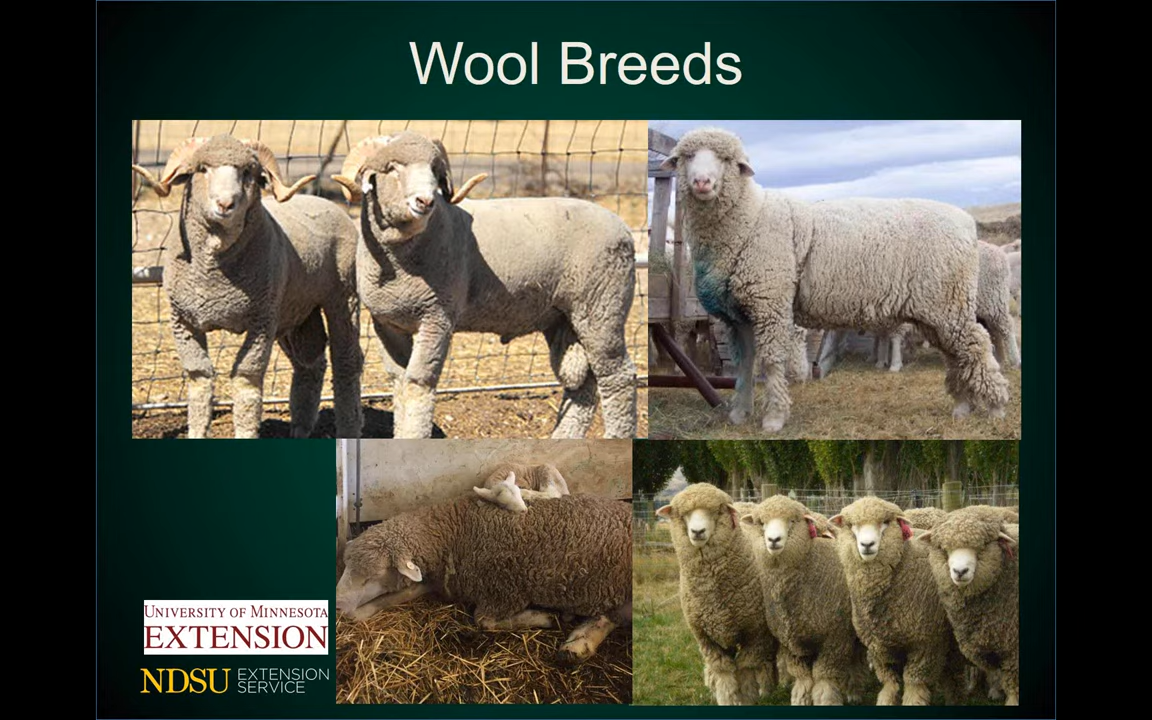 Wool Breeds
UNIVERSITY OF MINNESOTA
EXTENSION
NDSU EXTENSION
SERVICE